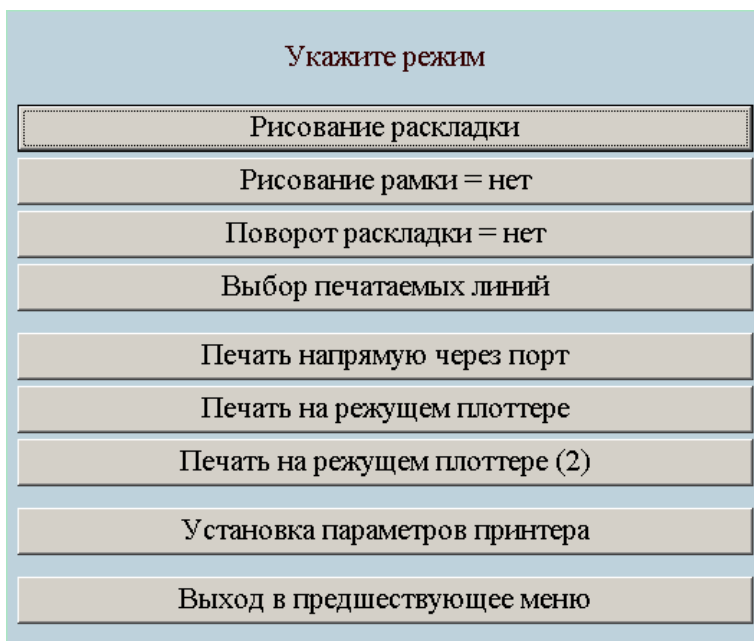 Укажите режим
Рисование раскладки
Рисование рамки = нет
Поворот раскладки = нет
Выбор печатаемых линий
Печать напрямую через порт
Печать на режущем плоттере
Печать на режущем плоттере (2)
Установка параметров принтера
Выход в предшествующее меню